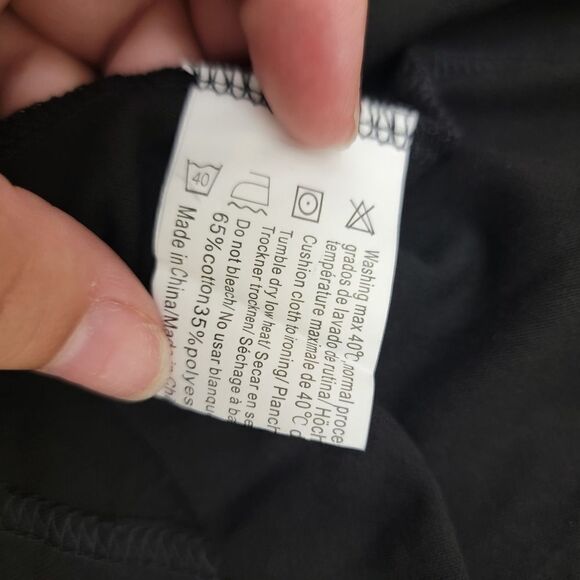 40
Washing max 40℃, normal proce
grados de lavado de rutina/Höch
température maximale de 40℃
Cushion cloth to ironing/Planch
Tumble dry low heat/Secar en se
Trockner trocknen/Séchage à ba
Do not bleach/No usar blanque
65%cotton35%polyes
Made in China/Made in Ch